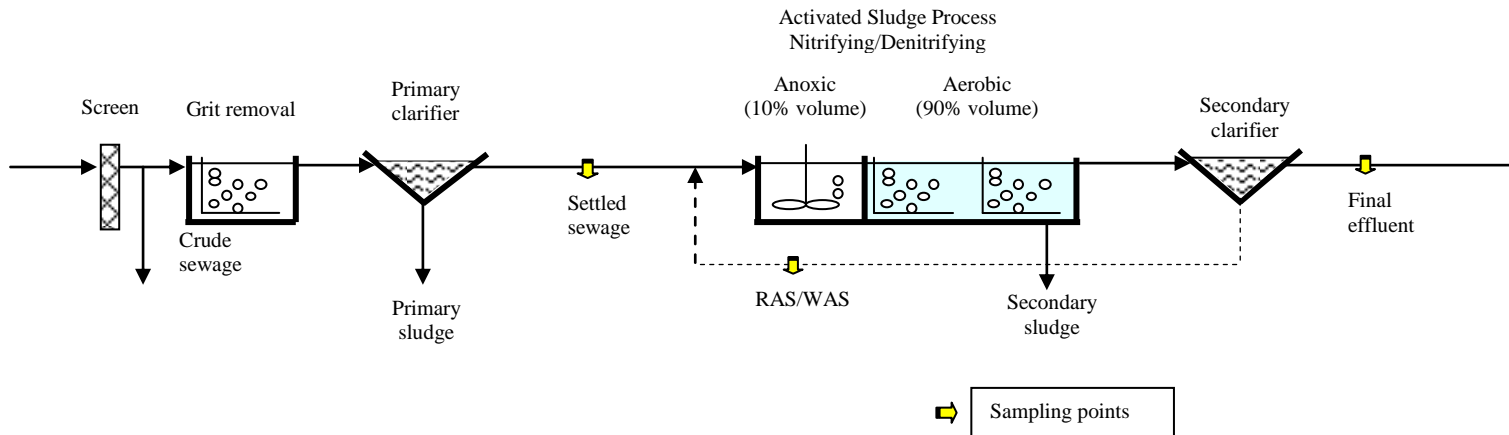 Activated Sludge Process
Nitrifying/Denitrifying
Screen
Grit removal
Primary
clarifier
Anoxic
(10% volume)
Aerobic
(90% volume)
Secondary
clarifier
Crude
sewage
Settled
sewage
Final
effluent
Primary
sludge
RAS/WAS
Secondary
sludge
Sampling points